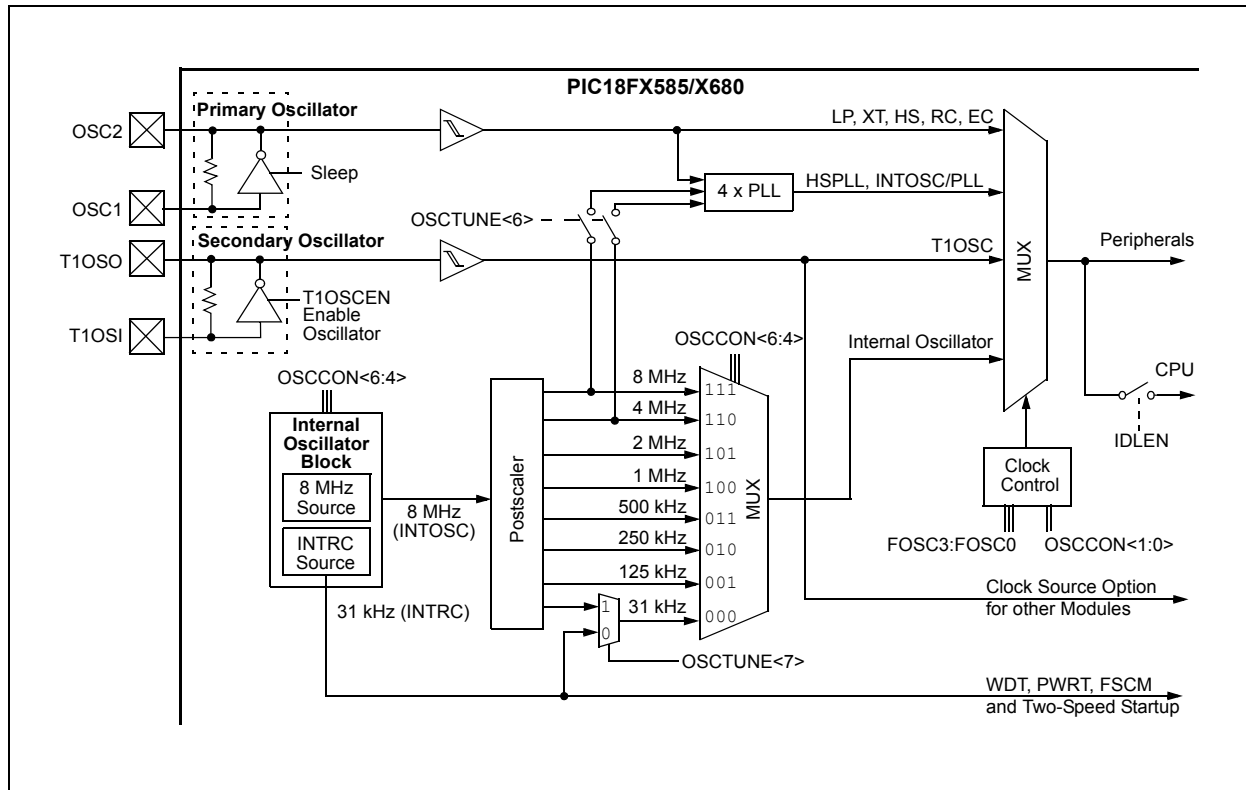 PIC18FX585/X680
Primary Oscillator
OSC2
Sleep
OSC1
LP, XT, HS, RC, EC
4 x PLL
HSPLL, INTOSC/PLL
OSCTUNE<6>
Secondary Oscillator
T1OSO
T1OSCEN
Enable
Oscillator
T1OSI
T1OSC
MUX
Peripherals
Internal Oscillator
CPU
IDLEN
Clock
Control
FOSC3:FOSC0
OSCCON<1:0>
OSCCON<6:4>
Internal
Oscillator
Block
8 MHz
Source
INTRC
Source
8 MHz
(INTOSC)
31 kHz (INTRC)
Postscaler
OSCCON<6:4>
8 MHz
111
4 MHz
110
2 MHz
101
1 MHz
100
500 kHz
011
250 kHz
010
125 kHz
001
1
0
31 kHz
000
MUX
OSCTUNE<7>
Clock Source Option
for other Modules
WDT, PWRT, FSCM
and Two-Speed Startup